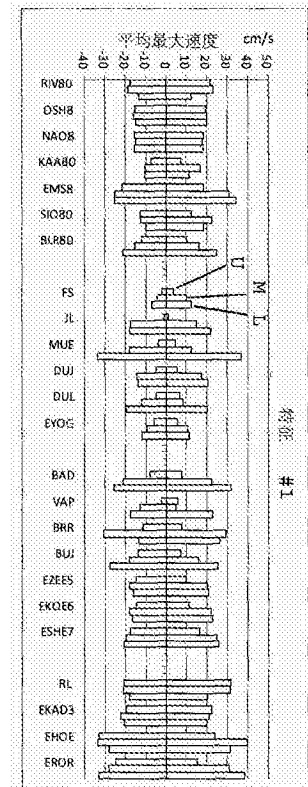 平均最大速度 cm/s
-40 -30 -20 -10 0 10 20 30 40 50
RIV80
OSH8
NAO8
KAA80
EMS8
SIO80
BLR80
FS
JL
MUE
DUJ
DUL
EYOG
BAD
VAP
BRR
BUJ
EZEE5
EKOE6
ESHE7
RL
EKAD3
EHOE
EROR
U
M
L
特征
#1